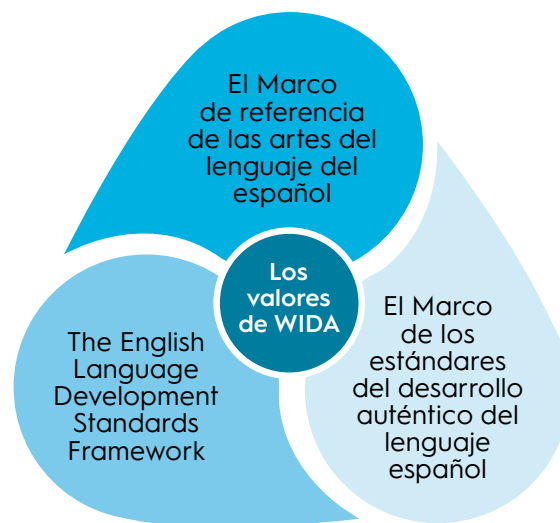 El Marco
de referencia
de las artes del
lenguaje del
español
Los
valores
de WIDA
El Marco
de los
estándares
del desarrollo
auténtico del
lenguaje
español
The English
Language
Development
Standards
Framework